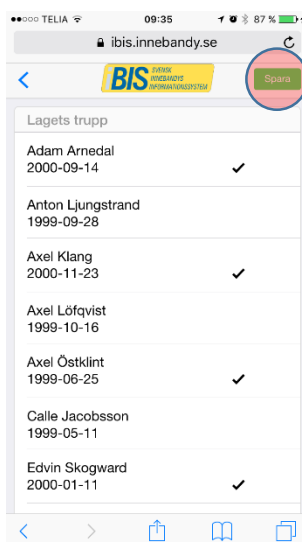 TELIA 09:35 87 %
ibis.innebandy.se
BIS SVENSK INNEBANDYS INFORMATIONSSYSTEM
Spara
Lagets trupp
Adam Arnedal
2000-09-14
Anton Ljungstrand
1999-09-28
Axel Klang
2000-11-23
Axel Löfqvist
1999-10-16
Axel Östklint
1999-06-25
Calle Jacobsson
1999-05-11
Edvin Skogward
2000-01-11